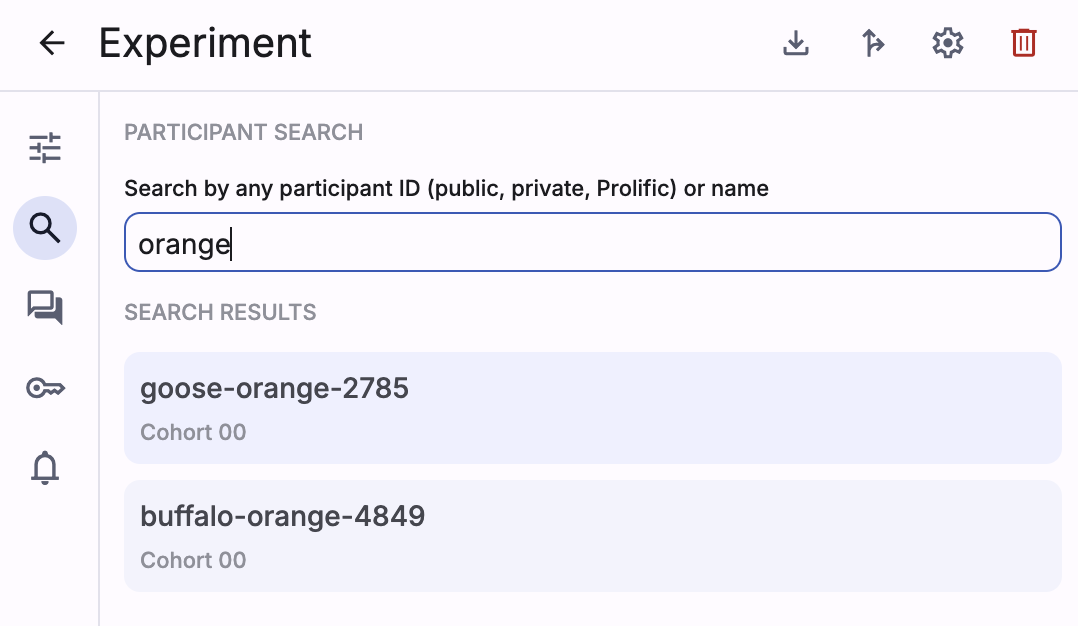 Experiment
PARTICIPANT SEARCH
Search by any participant ID (public, private, Prolific) or name
orange
SEARCH RESULTS
goose-orange-2785
Cohort 00
buffalo-orange-4849
Cohort 00